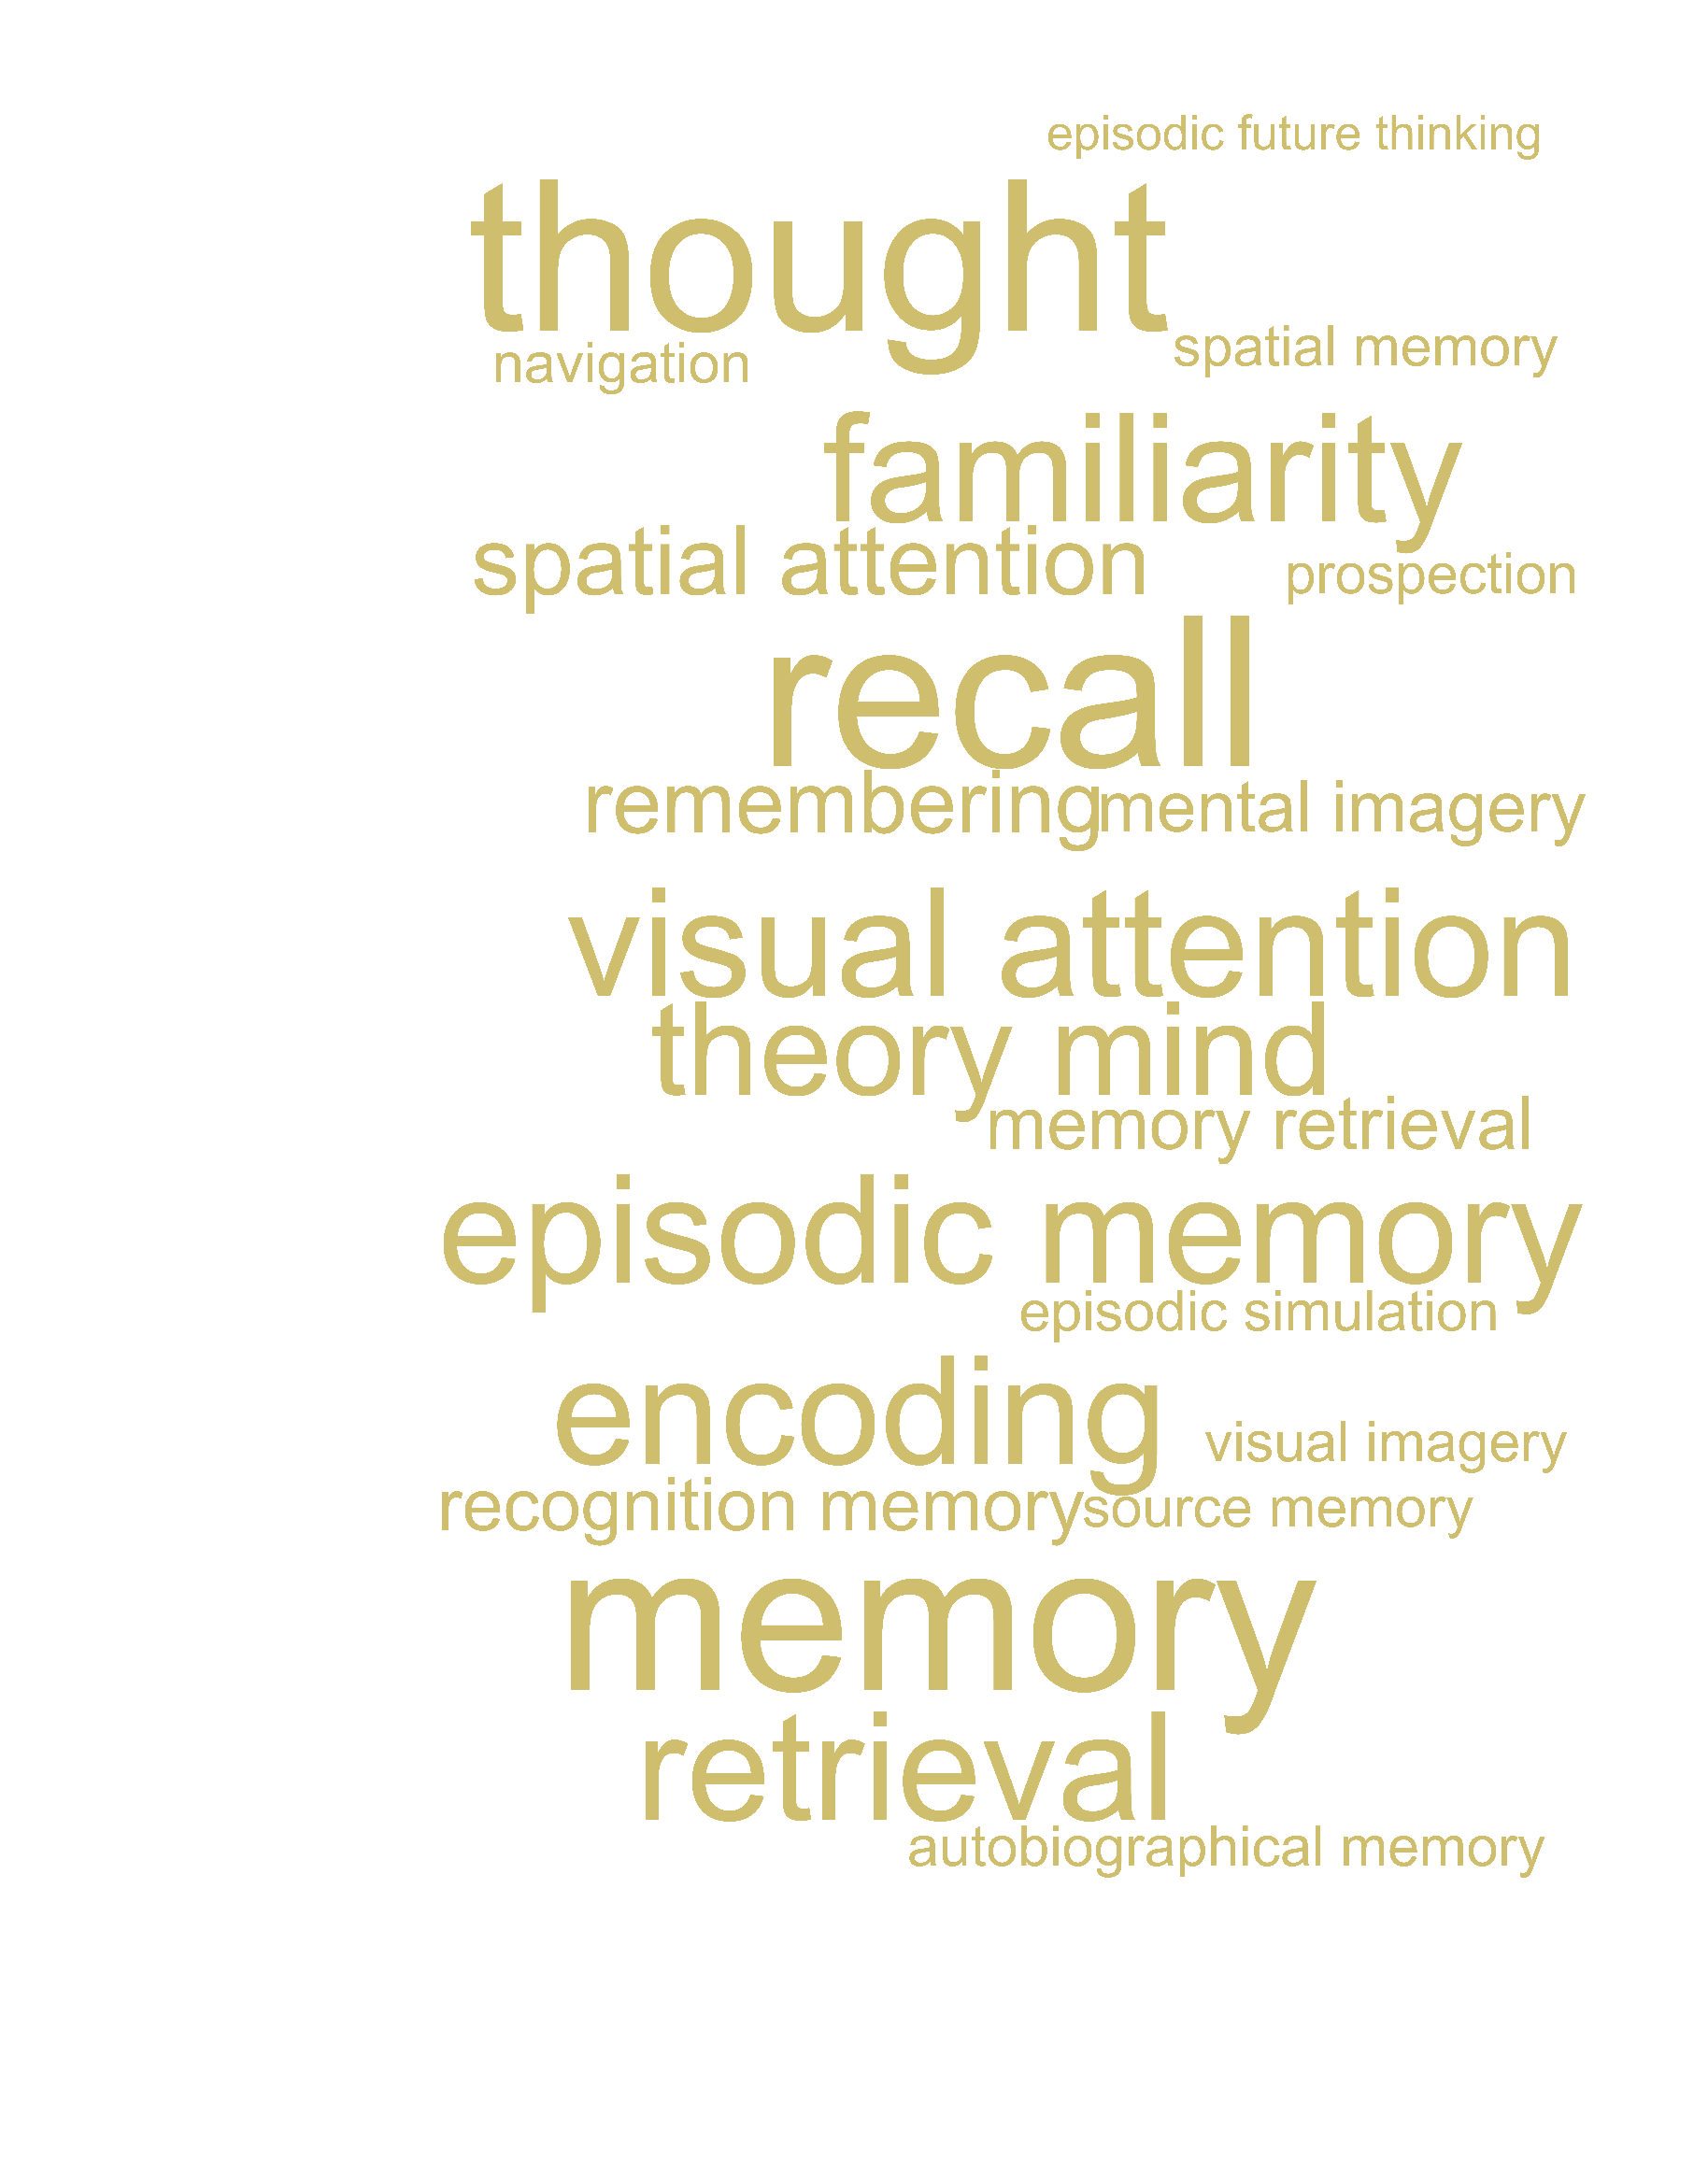 episodic future thinking
thought
spatial memory
navigation
familiarity
spatial attention
prospection
recall
remembering
mental imagery
visual attention
theory mind
memory retrieval
episodic memory
episodic simulation
encoding
visual imagery
recognition memory
source memory
memory
retrieval
autobiographical memory